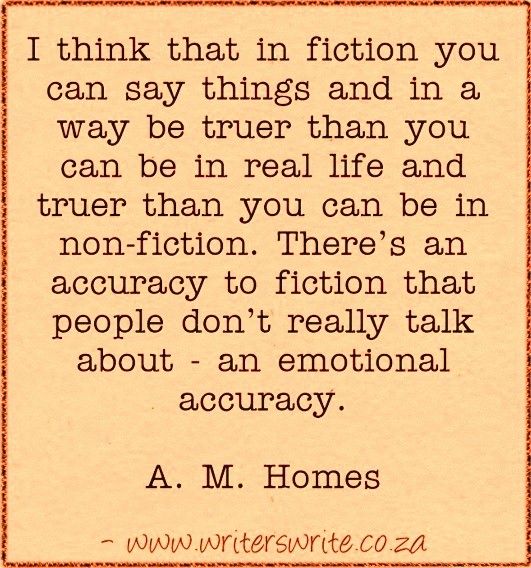 I think that in fiction you
can say things and in a
way be truer than you
can be in real life and
truer than you can be in
non-fiction. There's an
accuracy to fiction that
people don't really talk
about - an emotional
accuracy.
A. M. Homes
- www.writerswrite.co.za